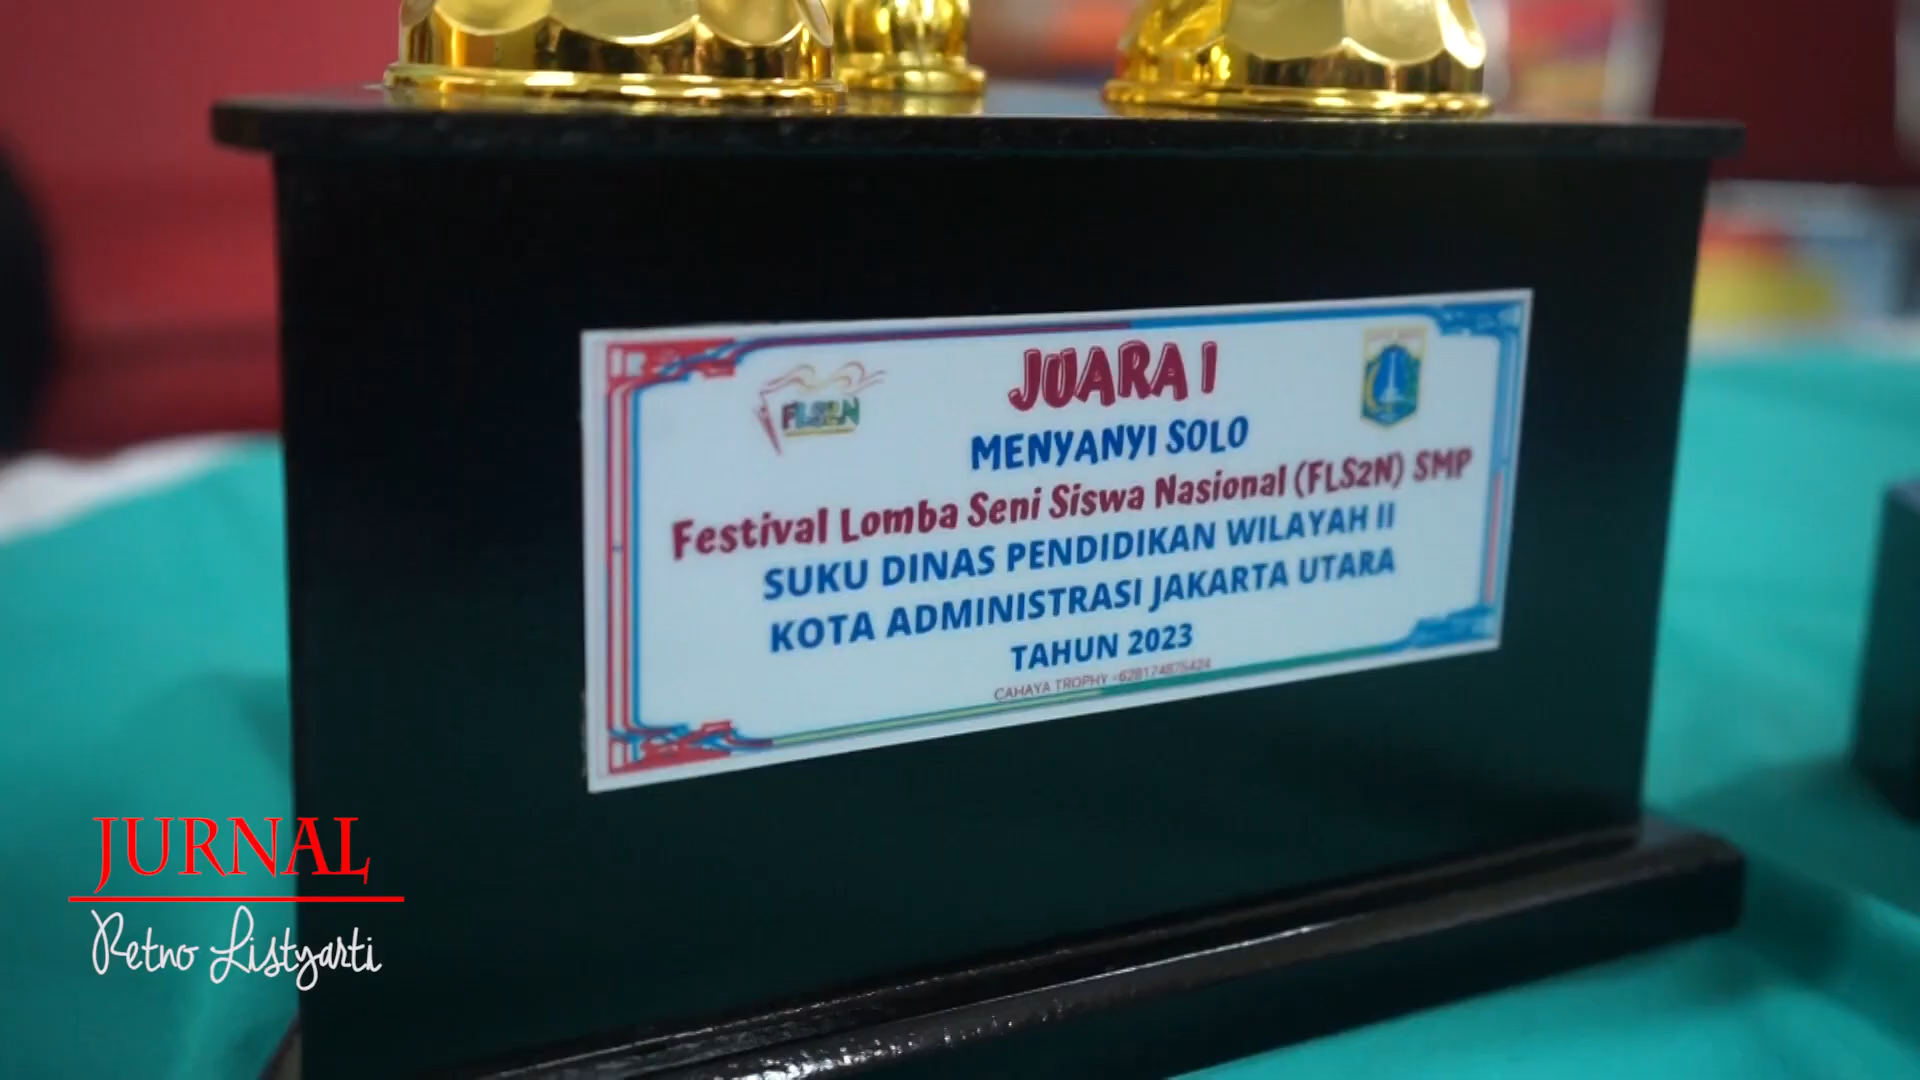 JUARA I
FLS2N
MENYANYI SOLO
Festival Lomba Seni Siswa Nasional (FLS2N) SMP
SUKU DINAS PENDIDIKAN WILAYAH II
KOTA ADMINISTRASI JAKARTA UTARA
TAHUN 2023
CAHAYA TROPHY
JURNAL
Retno Listyarti